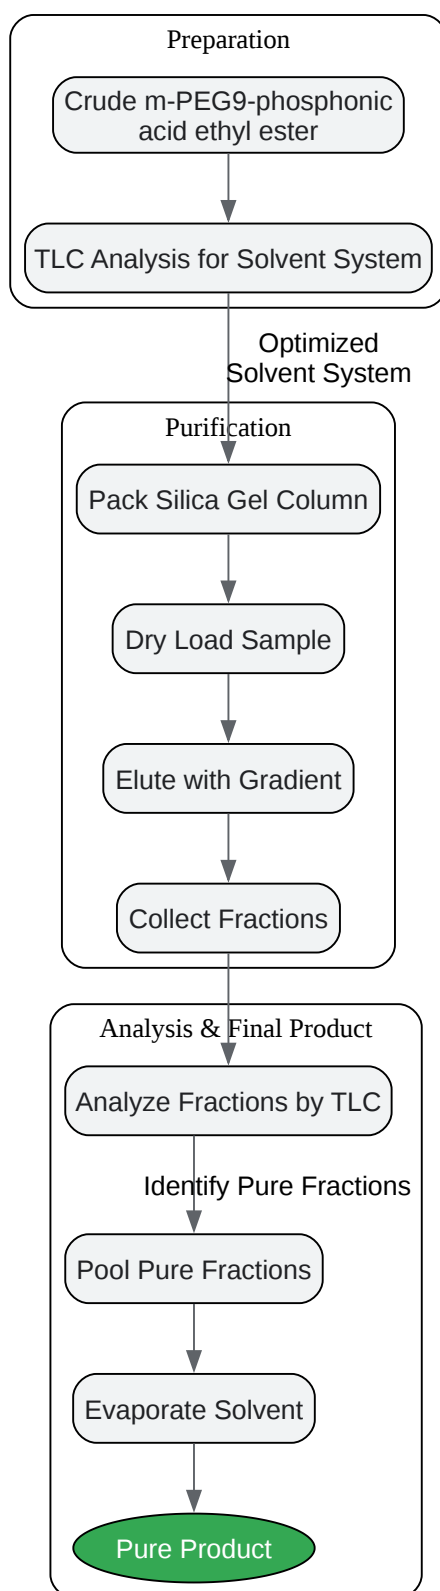 Preparation
Crude m-PEG9-phosphonic
acid ethyl ester
TLC Analysis for Solvent System
Optimized
Solvent System
Purification
Pack Silica Gel Column
Dry Load Sample
Elute with Gradient
Collect Fractions
Analysis & Final Product
Analyze Fractions by TLC
Identify Pure Fractions
Pool Pure Fractions
Evaporate Solvent
Pure Product